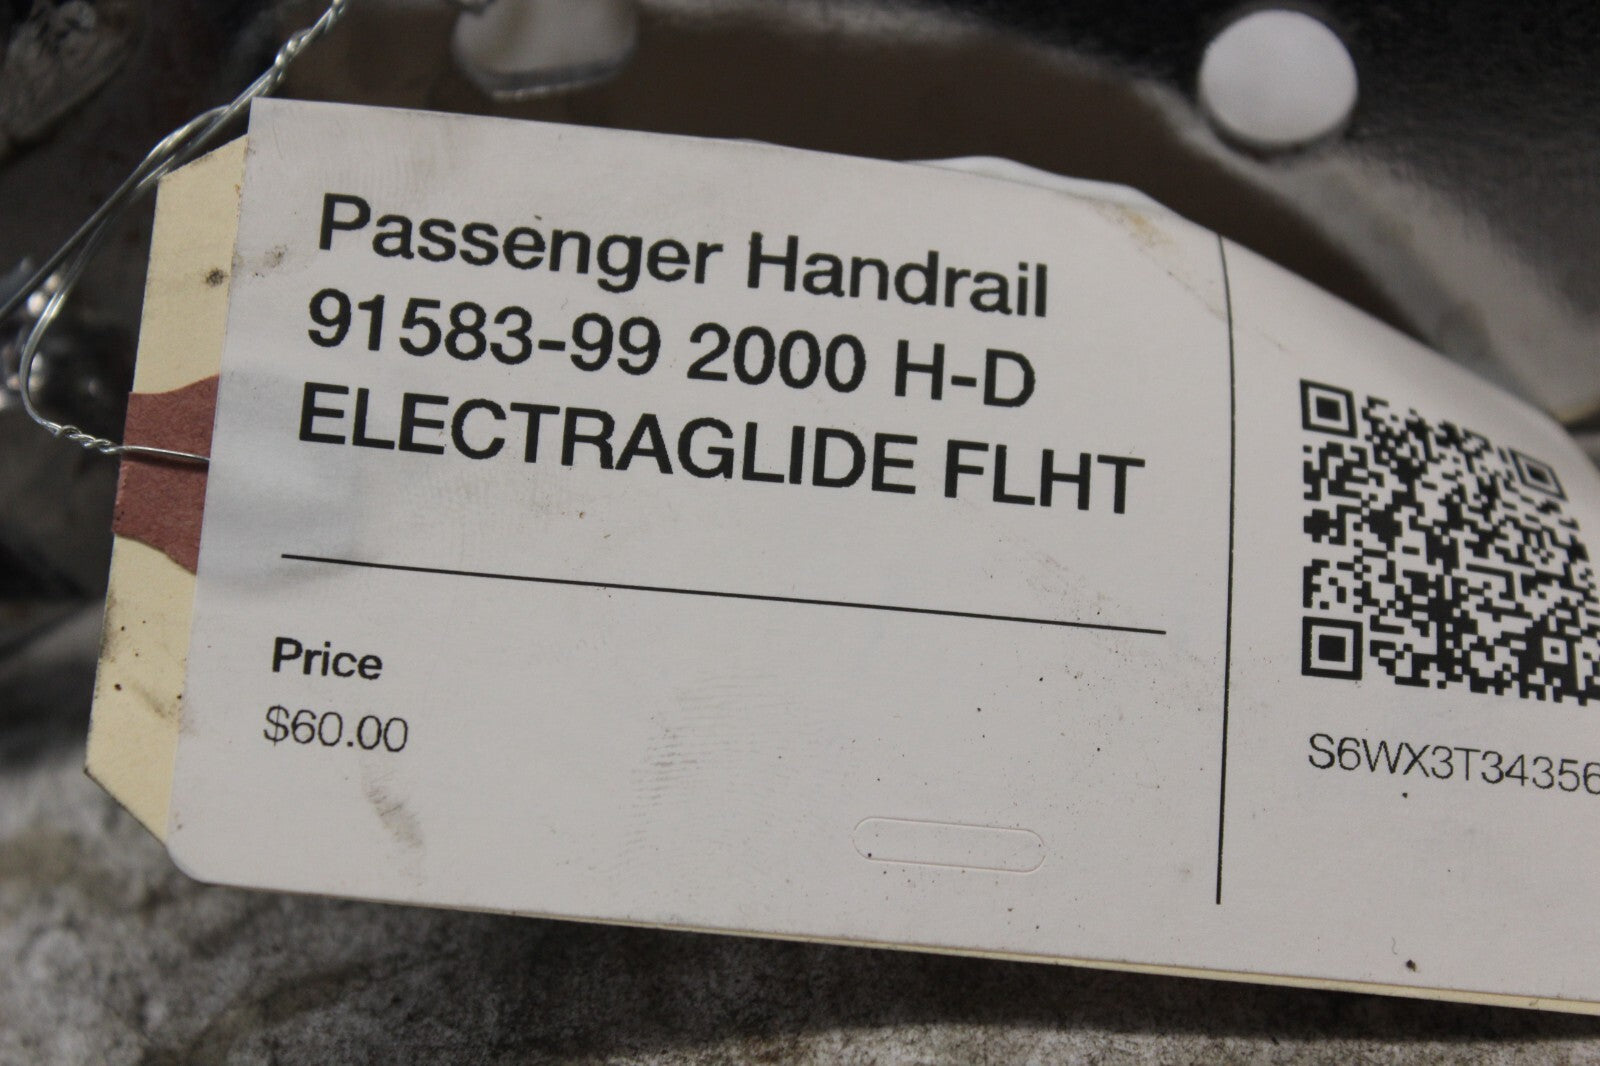 Passenger Handrail
91583-99 2000 H-D
ELECTRAGLIDE FLHT
Price
$60.00
S6WX3T34356